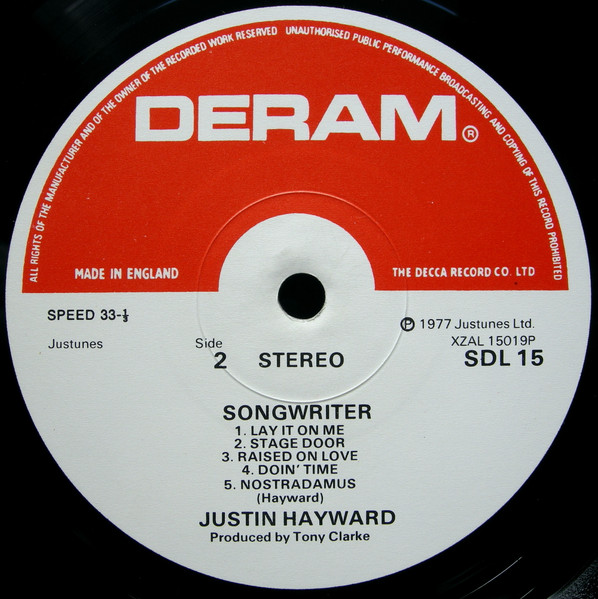 ALL RIGHTS OF THE MANUFACTURER AND OF THE OWNER OF THE RECORDED WORK RESERVED UNAUTHORISED PUBLIC PERFORMANCE BROADCASTING AND COPYING OF THIS RECORD PROHIBITED
DERAM®
MADE IN ENGLAND
THE DECCA RECORD CO. LTD
SPEED 33-⅓
℗ 1977 Justunes Ltd.
Justunes
Side
2
STEREO
XZAL 15019P
SDL 15
SONGWRITER
1. LAY IT ON ME
2. STAGE DOOR
3. RAISED ON LOVE
4. DOIN' TIME
5. NOSTRADAMUS
(Hayward)
JUSTIN HAYWARD
Produced by Tony Clarke